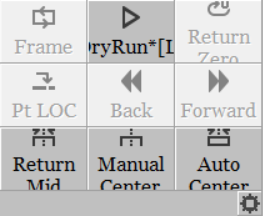 Frame
ryRun*[L
Return
Zero
Pt LOC
Back
Forward
Return
Mid
Manual
Center
Auto
Center